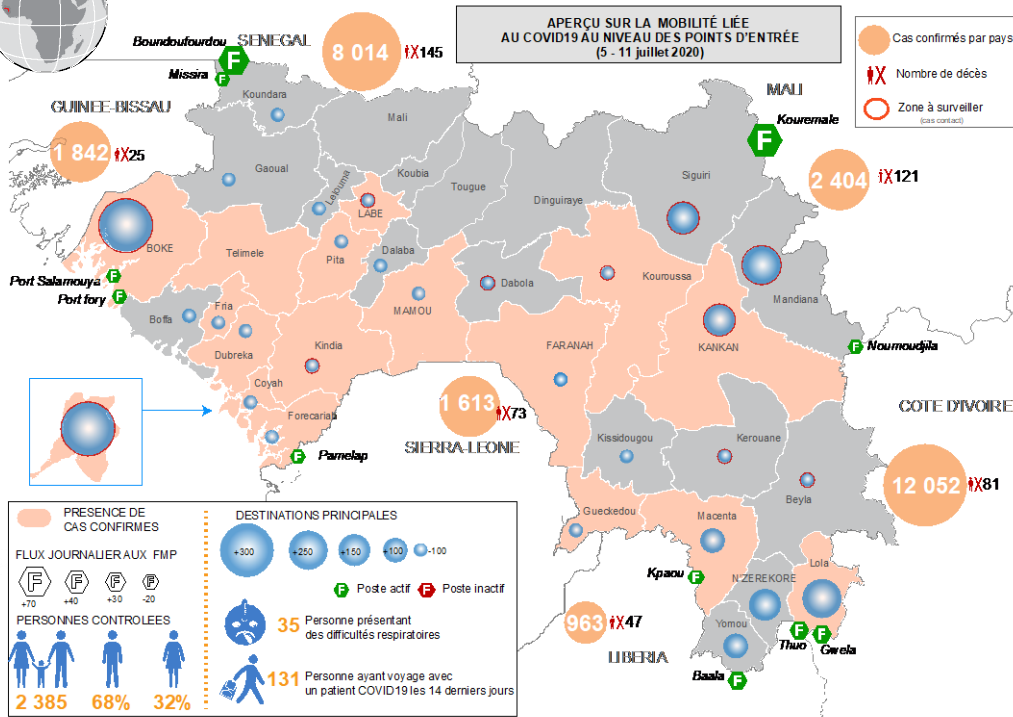 APERÇU SUR LA MOBILITÉ LIÉE
AU COVID19 AU NIVEAU DES POINTS D'ENTRÉE
(5 - 11 juillet 2020)
Cas confirmés par pays
Nombre de décès
Zone à surveiller
(cas contact)
Boundoufourdou
SENEGAL
8 014
145
F
Missira
F
Koundara
GUINEE-BISSAU
1 842
25
Mali
MALI
Kouremale
F
2 404
121
Gaoual
Lelouma
Koubia
Tougue
Siguiri
Dinguiraye
LABE
BOKE
Telimele
Pita
Dalaba
Port Salamouya
F
Port fory
F
Dabola
Kouroussa
Mandiana
Boffa
Fria
MAMOU
Dubreka
Kindia
FARANAH
KANKAN
F
Noumoudjila
Coyah
Forecariah
1 613
73
SIERRA-LEONE
COTE D'IVOIRE
F
Pamelap
Kissidougou
Kerouane
Beyla
12 052
81
Gueckedou
Macenta
Lola
Kpaou
F
N'ZEREKORE
Yomou
963
47
LIBERIA
Thuo
F
F
Gwela
Baala
F
PRESENCE DE
CAS CONFIRMES
FLUX JOURNALIER AUX FMP
F
F
F
F
+70
+40
+30
-20
PERSONNES CONTROLEES
2 385
68%
32%
DESTINATIONS PRINCIPALES
+300
+250
+150
+100
-100
F Poste actif
F Poste inactif
35
Personne présentant
des difficultés respiratoires
131
Personne ayant voyage avec
un patient COVID19 les 14 derniers jours